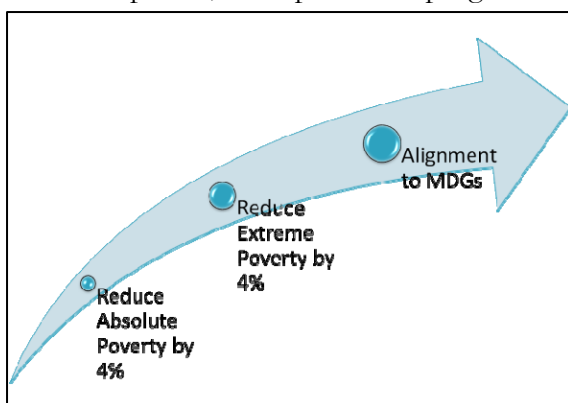 Reduce
Absolute
Poverty by
4%
Reduce
Extreme
Poverty by
4%
Alignment
to MDGs